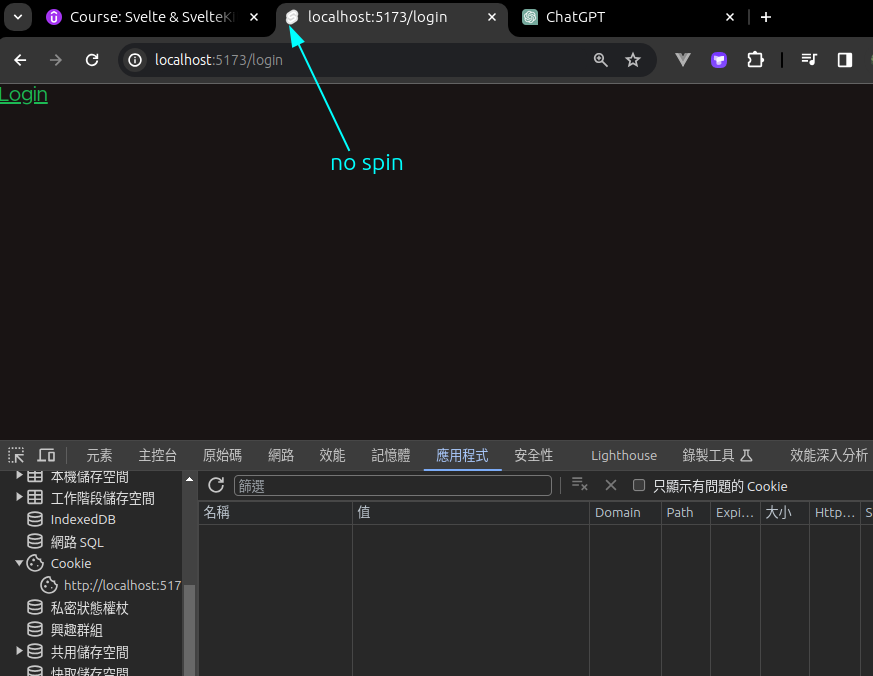 Course: Svelte & SvelteK
localhost:5173/login
ChatGPT
localhost:5173/login
Login
no spin
元素 主控台 原始碼 網路 效能 記憶體 應用程式 安全性 Lighthouse 錄製工具 效能深入分析
本機儲存空間
工作階段儲存空間
IndexedDB
網路 SQL
Cookie
http://localhost:517
私密狀態權杖
興趣群組
共用儲存空間
快取儲存空間
篩選
只顯示有問題的 Cookie
名稱 值 Domain Path Expi... 大小 Http... S